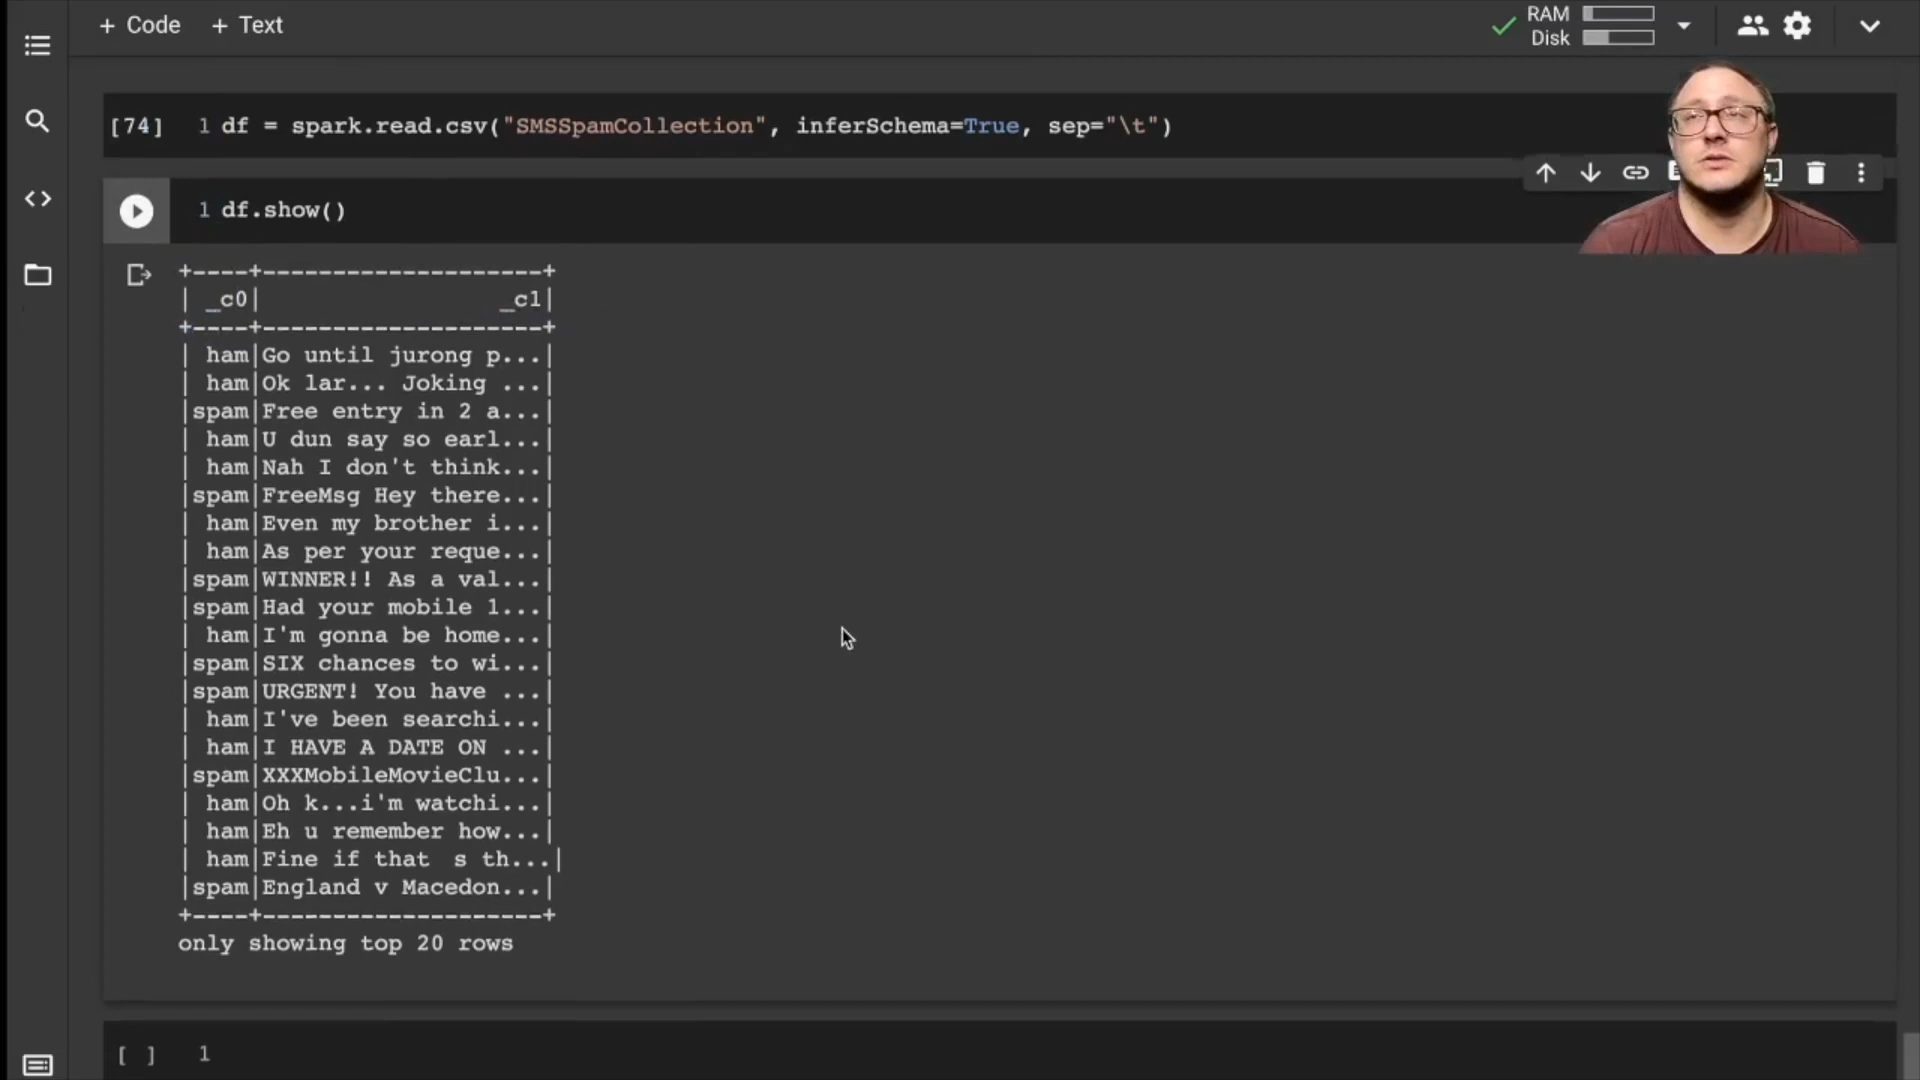 + Code + Text
RAM
Disk
[74] 1 df = spark.read.csv("SMSSpamCollection", inferSchema=True, sep="\t")
1 df.show()
+----+--------------------+
| _c0|                 _c1|
+----+--------------------+
| ham|Go until jurong p...|
| ham|Ok lar... Joking ...|
|spam|Free entry in 2 a...|
| ham|U dun say so earl...|
| ham|Nah I don't think...|
|spam|FreeMsg Hey there...|
| ham|Even my brother i...|
| ham|As per your reque...|
|spam|WINNER!! As a val...|
|spam|Had your mobile 1...|
| ham|I'm gonna be home...|
|spam|SIX chances to wi...|
|spam|URGENT! You have ...|
| ham|I've been searchi...|
| ham|I HAVE A DATE ON ...|
|spam|XXXMobileMovieClu...|
| ham|Oh k...i'm watchi...|
| ham|Eh u remember how...|
| ham|Fine if that  s th...|
|spam|England v Macedon...|
+----+--------------------+
only showing top 20 rows
[ ] 1